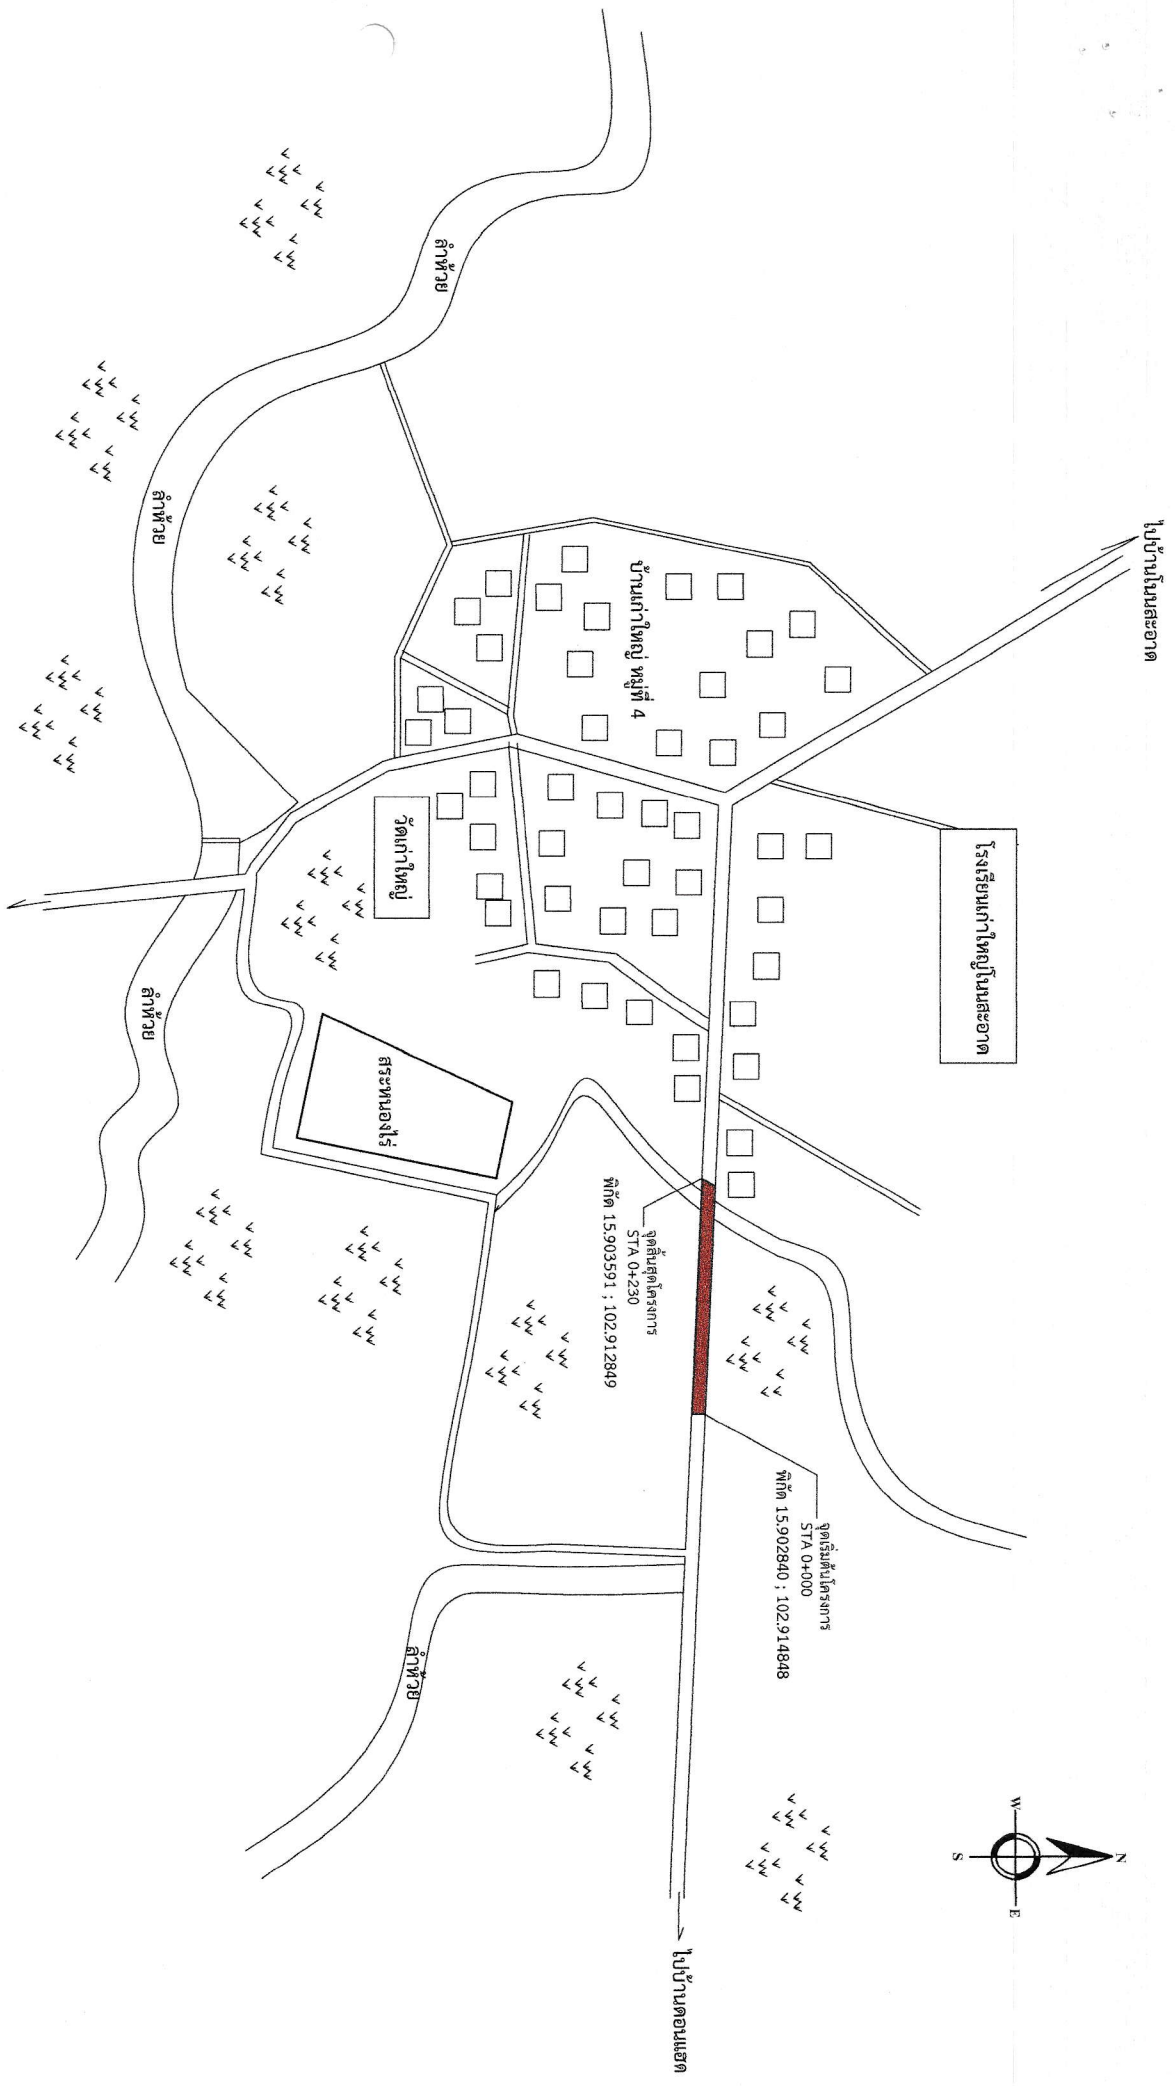 ไปบ้านโนนสะอาด
โรงเรียนเก่าใหญ่โนนสะอาด
N
W
E
S
ลำห้วย
บ้านเก่าใหญ่ หมู่ที่ 4
จุดเริ่มต้นโครงการ
STA 0+000
พิกัด 15.902840 ; 102.914848
จุดสิ้นสุดโครงการ
STA 0+230
พิกัด 15.903591 ; 102.912849
ไปบ้านดอนแฮด
วัดเก่าใหญ่
สระหนองไร่
ลำห้วย
ลำห้วย
ลำห้วย